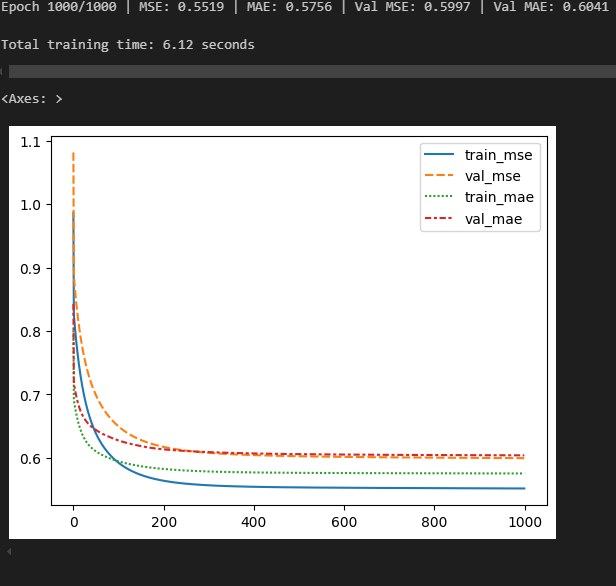 Epoch 1000/1000 | MSE: 0.5519 | MAE: 0.5756 | Val MSE: 0.5997 | Val MAE: 0.6041
Total training time: 6.12 seconds
<Axes: >
1.1
1.0
0.9
0.8
0.7
0.6
train_mse
val_mse
train_mae
val_mae
0 200 400 600 800 1000